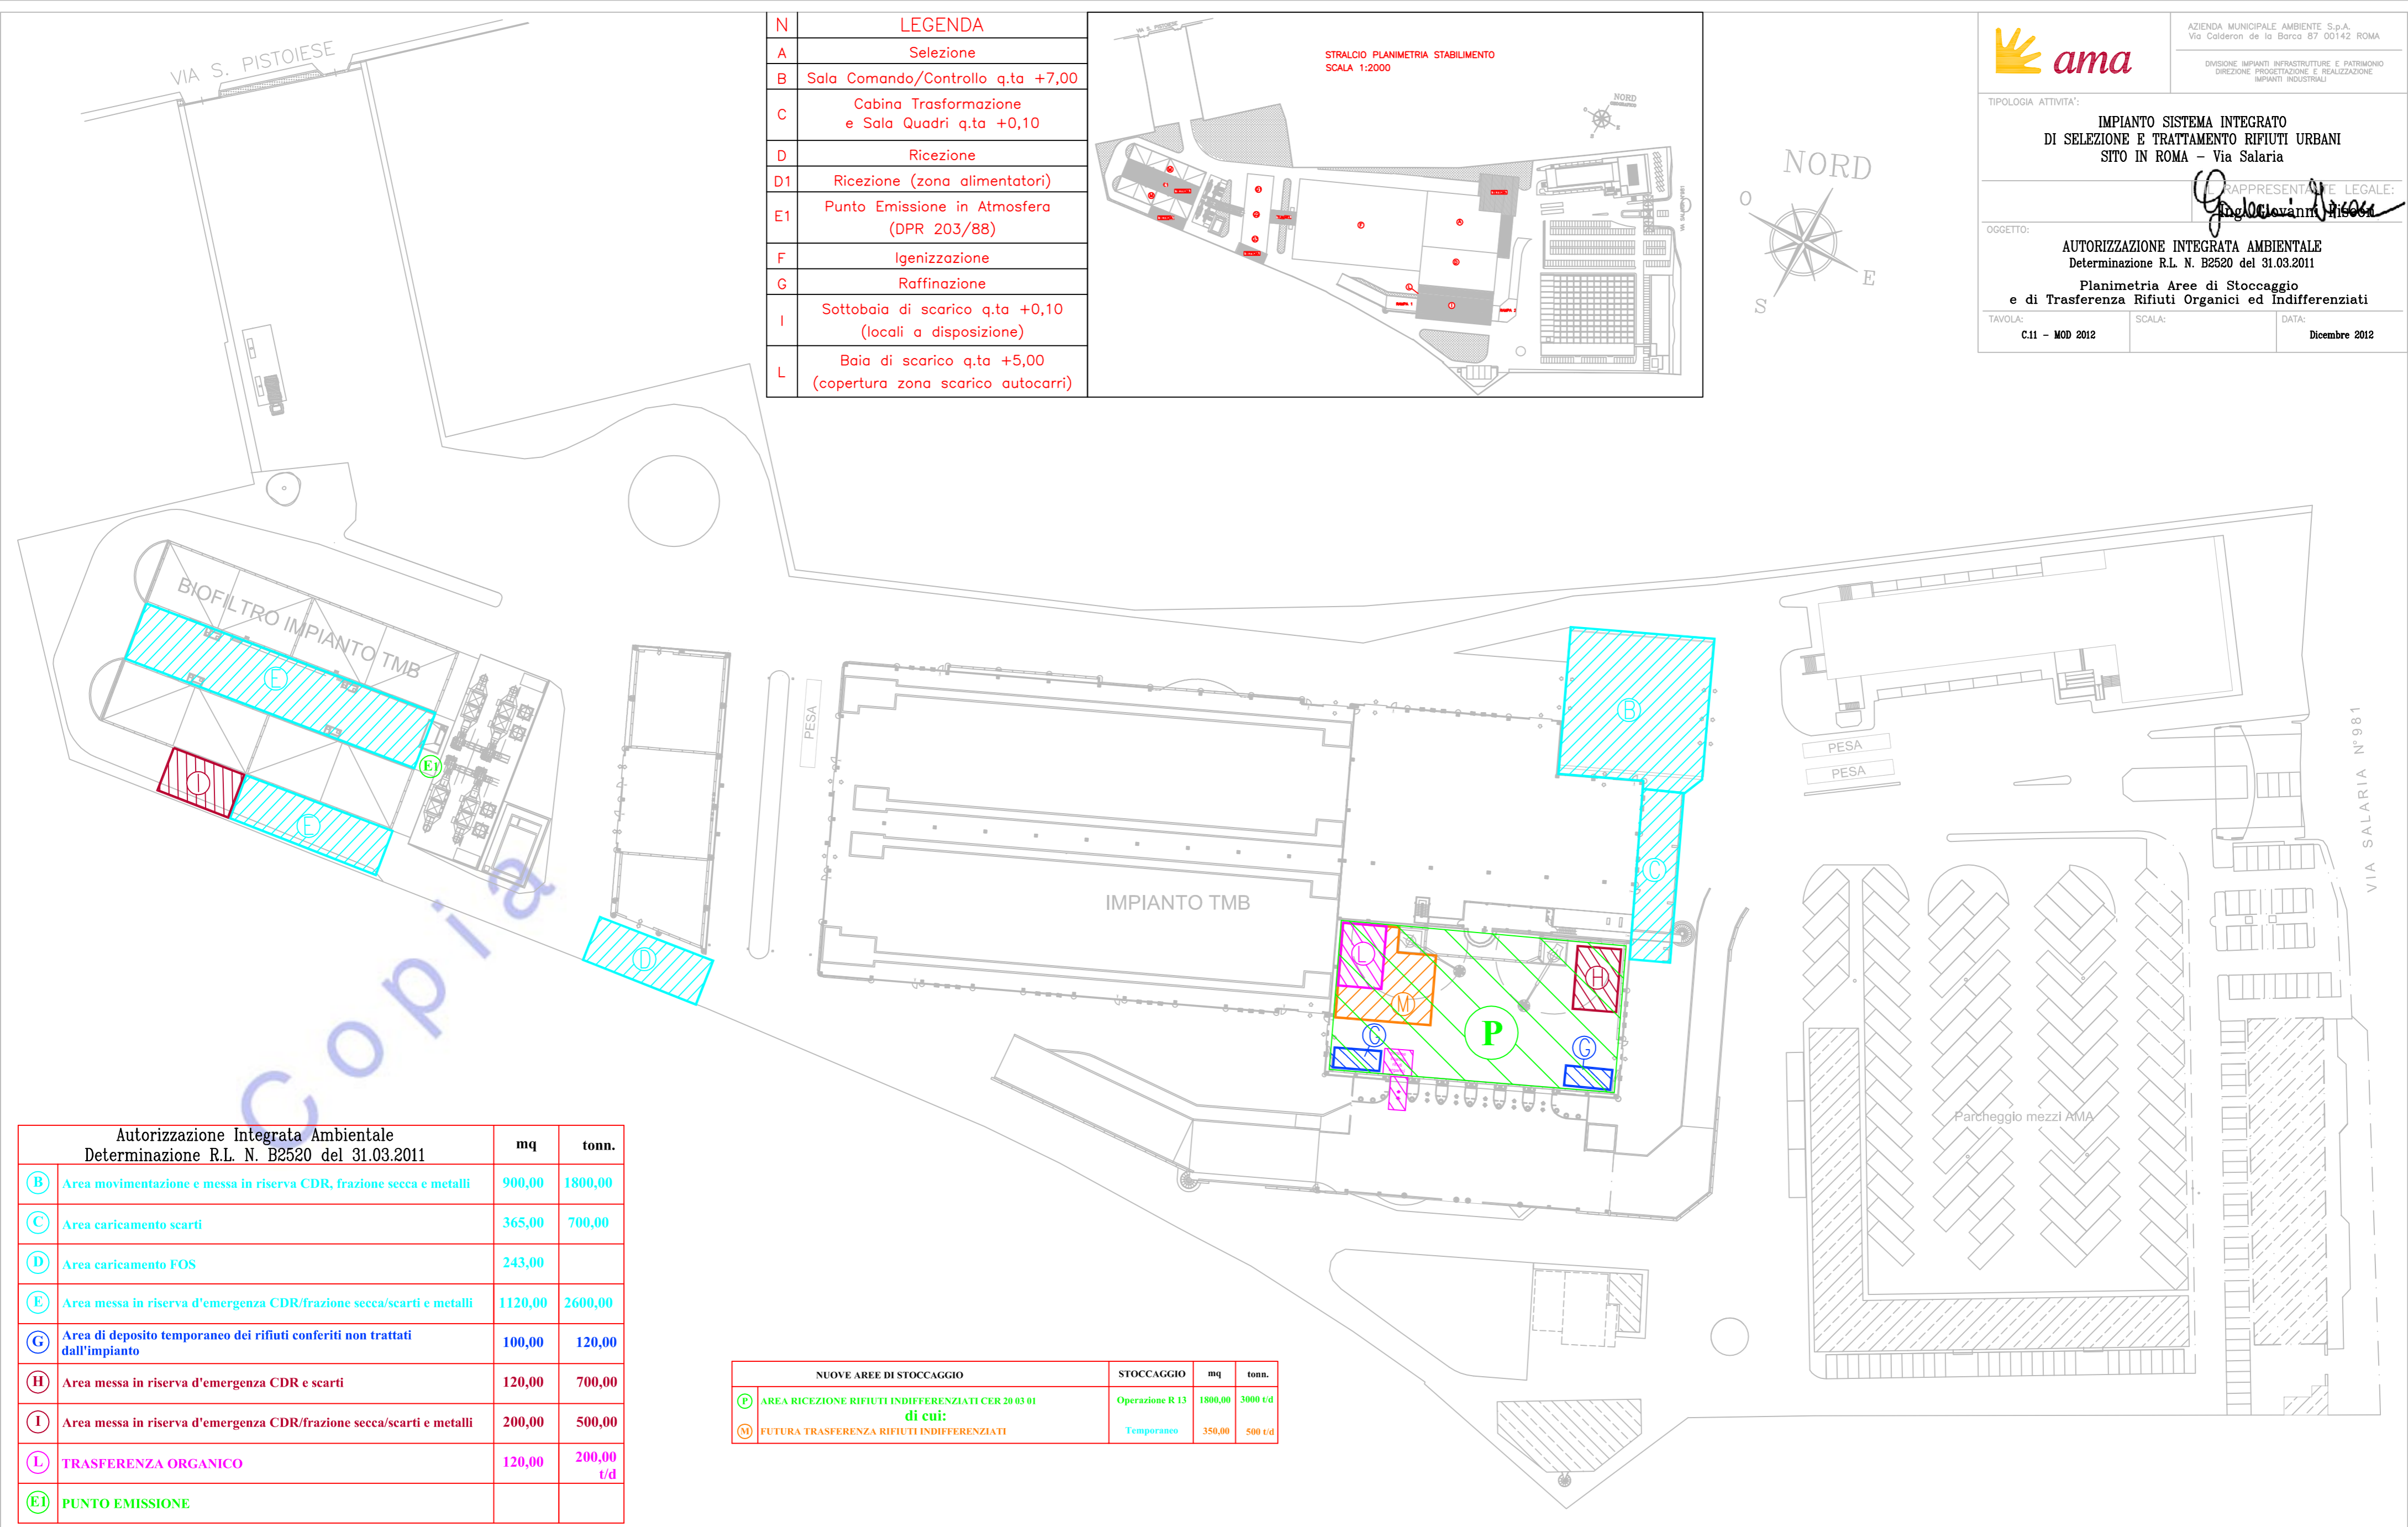 VIA S. PISTOIESE
N LEGENDA
A Selezione
B Sala Comando/Controllo q.ta +7,00
C Cabina Trasformazione
e Sala Quadri q.ta +0,10
D Ricezione
D1 Ricezione (zona alimentatori)
E1 Punto Emissione in Atmosfera
(DPR 203/88)
F Igenizzazione
G Raffinazione
I Sottobaia di scarico q.ta +0,10
(locali a disposizione)
L Baia di scarico q.ta +5,00
(copertura zona scarico autocarri)
STRALCIO PLANIMETRIA STABILIMENTO
SCALA 1:2000
NORD
NORD
O
E
S
ama
AZIENDA MUNICIPALE AMBIENTE S.p.A.
Via Calderon de la Barca 87 00142 ROMA
DIVISIONE IMPIANTI INFRASTRUTTURE E PATRIMONIO
DIREZIONE PROGETTAZIONE E REALIZZAZIONE
IMPIANTI INDUSTRIALI
TIPOLOGIA ATTIVITA':
IMPIANTO SISTEMA INTEGRATO
DI SELEZIONE E TRATTAMENTO RIFIUTI URBANI
SITO IN ROMA – Via Salaria
RAPPRESENTANTE LEGALE:
Giovanni
OGGETTO:
AUTORIZZAZIONE INTEGRATA AMBIENTALE
Determinazione R.L. N. B2520 del 31.03.2011
Planimetria Aree di Stoccaggio
e di Trasferenza Rifiuti Organici ed Indifferenziati
TAVOLA: SCALA: DATA:
C.11 – MOD 2012 Dicembre 2012
BIOFILTRO IMPIANTO TMB
E
E1
I
E
D
PESA
IMPIANTO TMB
B
C
L
M
H
G
P
G
PESA
PESA
VIA SALARIA N°981
Parcheggio mezzi AMA
Copia
Autorizzazione Integrata Ambientale
Determinazione R.L. N. B2520 del 31.03.2011 mq tonn.
B Area movimentazione e messa in riserva CDR, frazione secca e metalli 900,00 1800,00
C Area caricamento scarti 365,00 700,00
D Area caricamento FOS 243,00
E Area messa in riserva d'emergenza CDR/frazione secca/scarti e metalli 1120,00 2600,00
G Area di deposito temporaneo dei rifiuti conferiti non trattati
dall'impianto 100,00 120,00
H Area messa in riserva d'emergenza CDR e scarti 120,00 700,00
I Area messa in riserva d'emergenza CDR/frazione secca/scarti e metalli 200,00 500,00
L TRASFERENZA ORGANICO 120,00 200,00
t/d
E1 PUNTO EMISSIONE
NUOVE AREE DI STOCCAGGIO STOCCAGGIO mq tonn.
P AREA RICEZIONE RIFIUTI INDIFFERENZIATI CER 20 03 01 Operazione R 13 1800,00 3000 t/d
di cui:
M FUTURA TRASFERENZA RIFIUTI INDIFFERENZIATI Temporaneo 350,00 500 t/d